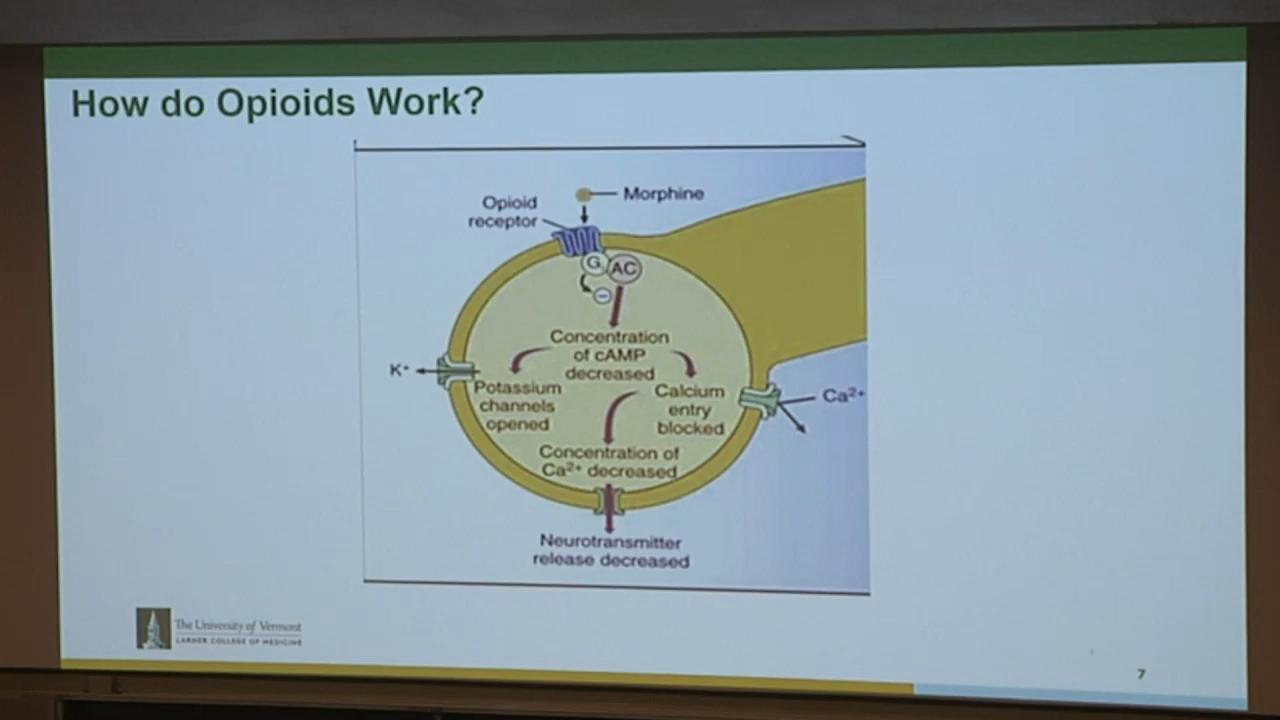 How do Opioids Work?
Morphine
Opioid
receptor
G
AC
−
Concentration
of cAMP
decreased
K+
Potassium
channels
opened
Calcium
entry
blocked
Ca2+
Concentration of
Ca2+ decreased
Neurotransmitter
release decreased
The University of Vermont
LARNER COLLEGE OF MEDICINE
7